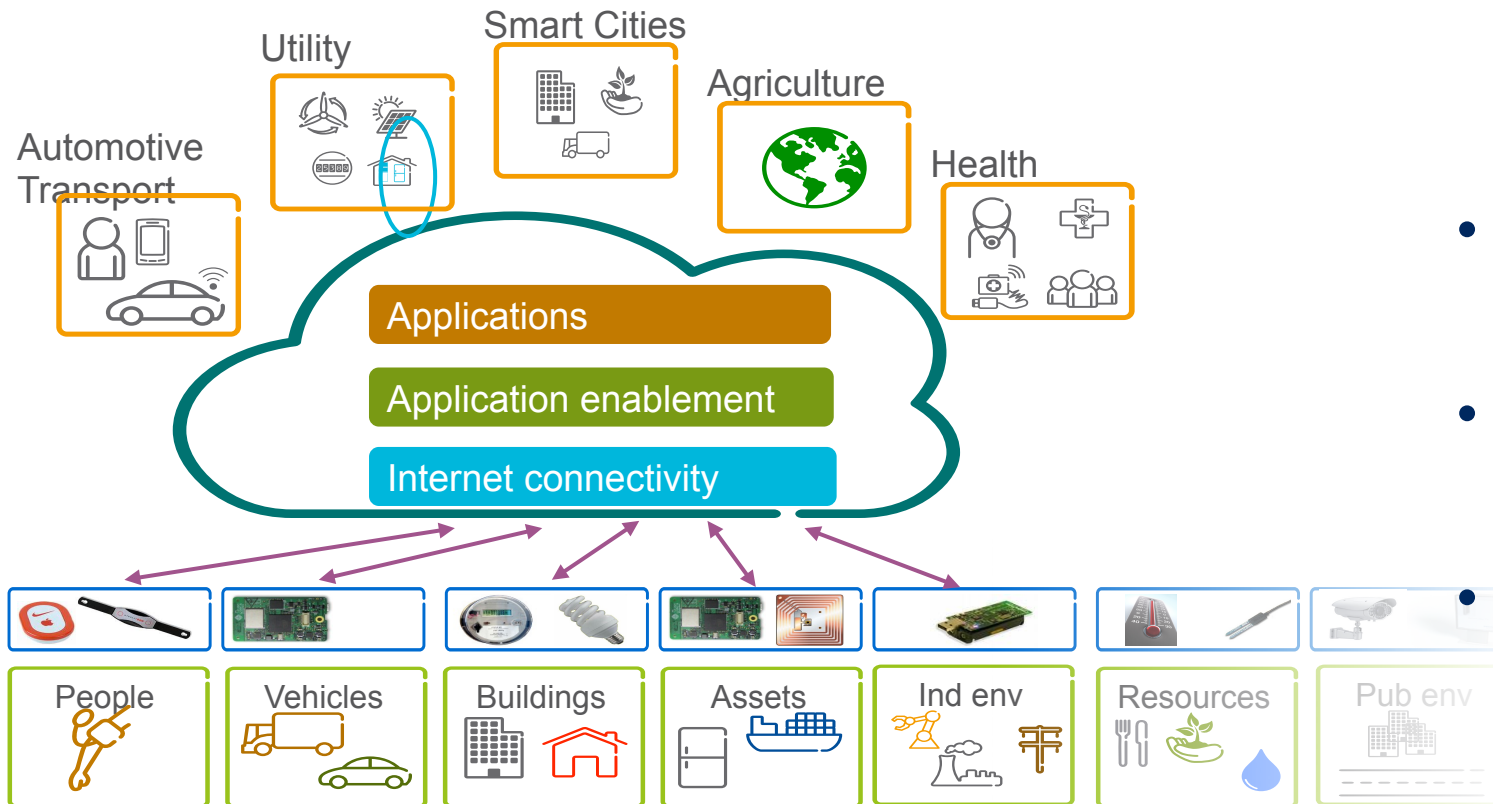 Smart Cities
Utility
Agriculture
Automotive
Transport
Health
25309
Applications
Application enablement
Internet connectivity
People
Vehicles
Buildings
Assets
Ind env
Resources
Pub env